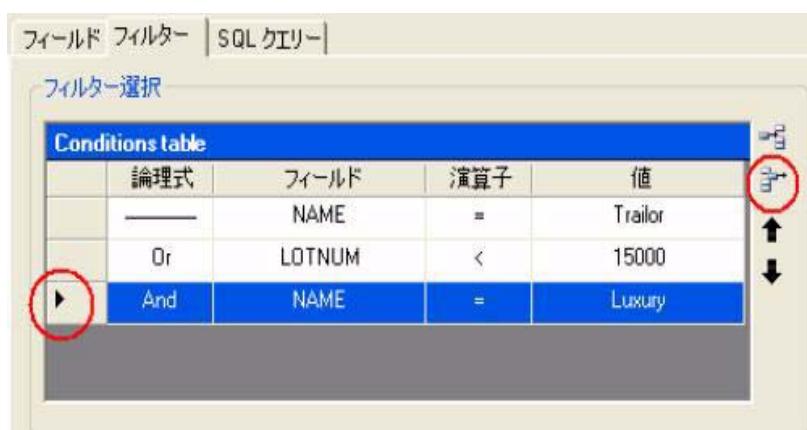 フィールド フィルター SQL クエリー
フィルター選択
Conditions table
論理式 フィールド 演算子 値
NAME = Trailor
Or LOTNUM < 15000
And NAME = Luxury